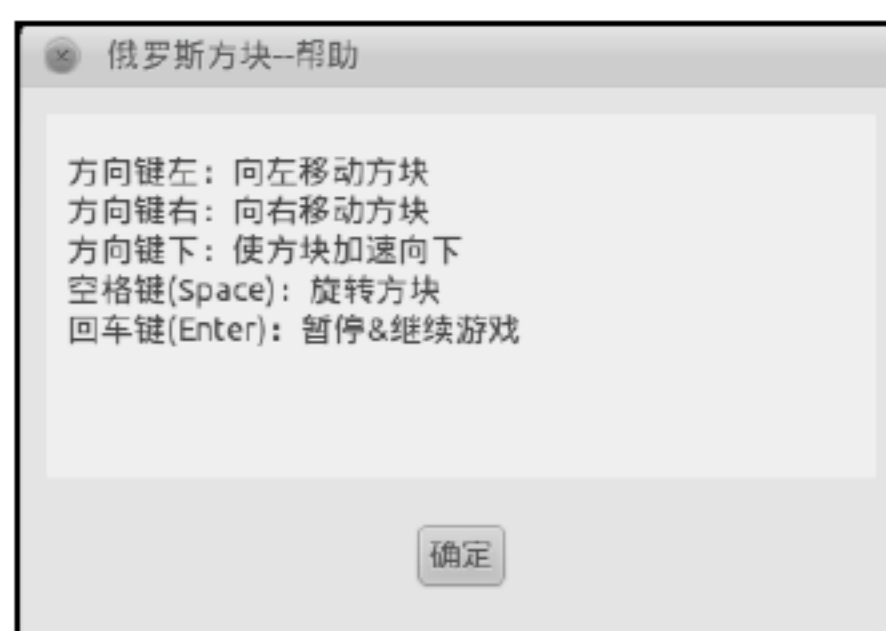 俄罗斯方块--帮助
方向键左：向左移动方块
方向键右：向右移动方块
方向键下：使方块加速向下
空格键(Space)：旋转方块
回车键(Enter)：暂停&继续游戏
确定